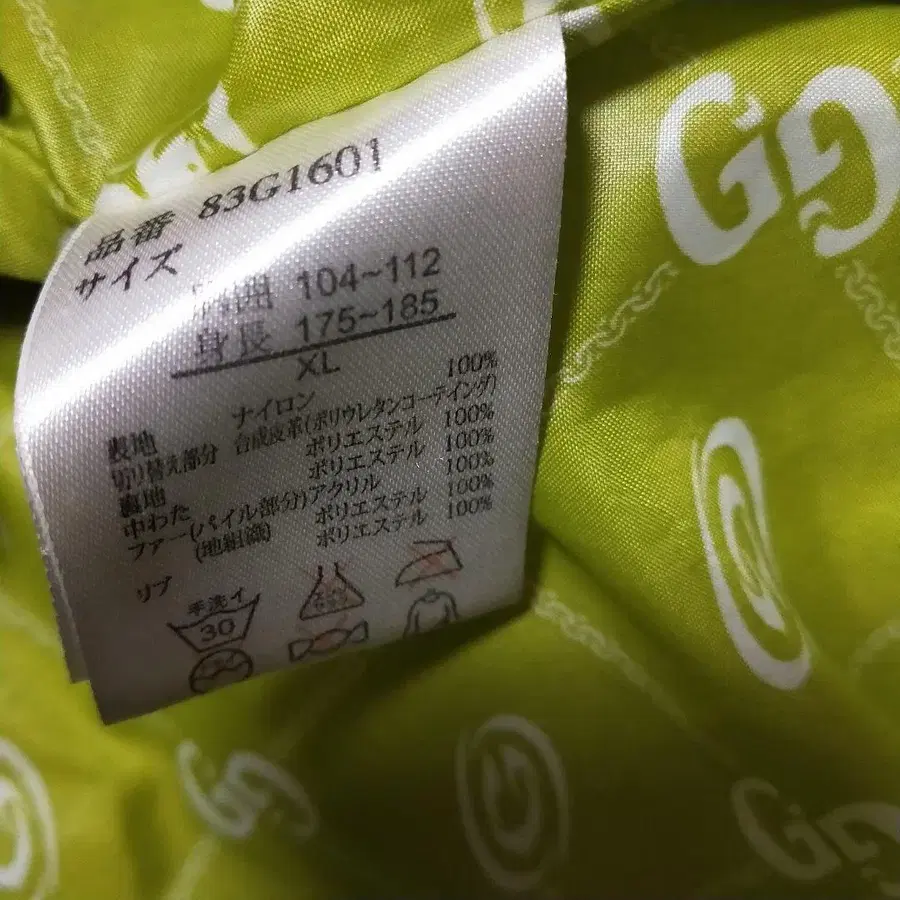 品番 83G1601
サイズ
胸囲 104~112
身長 175~185
XL
表地 ナイロン 100%
切り替え部分 合成皮革(ポリウレタンコーティング)
裏地 ポリエステル 100%
中わた ポリエステル 100%
ファー(パイル部分)アクリル 100%
(地組織) ポリエステル 100%
リブ ポリエステル 100%
手洗イ
30
GG
G
G
GG